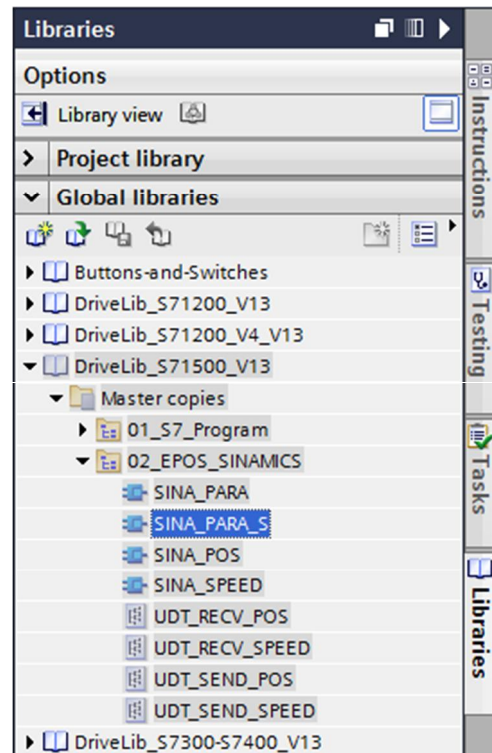 Libraries
Options
Library view
Project library
Global libraries
Buttons-and-Switches
DriveLib_S71200_V13
DriveLib_S71200_V4_V13
DriveLib_S71500_V13
Master copies
01_S7_Program
02_EPOS_SINAMICS
SINA_PARA
SINA_PARA_S
SINA_POS
SINA_SPEED
UDT_RECV_POS
UDT_RECV_SPEED
UDT_SEND_POS
UDT_SEND_SPEED
DriveLib_S7300-S7400_V13
Instructions
Testing
Tasks
Libraries